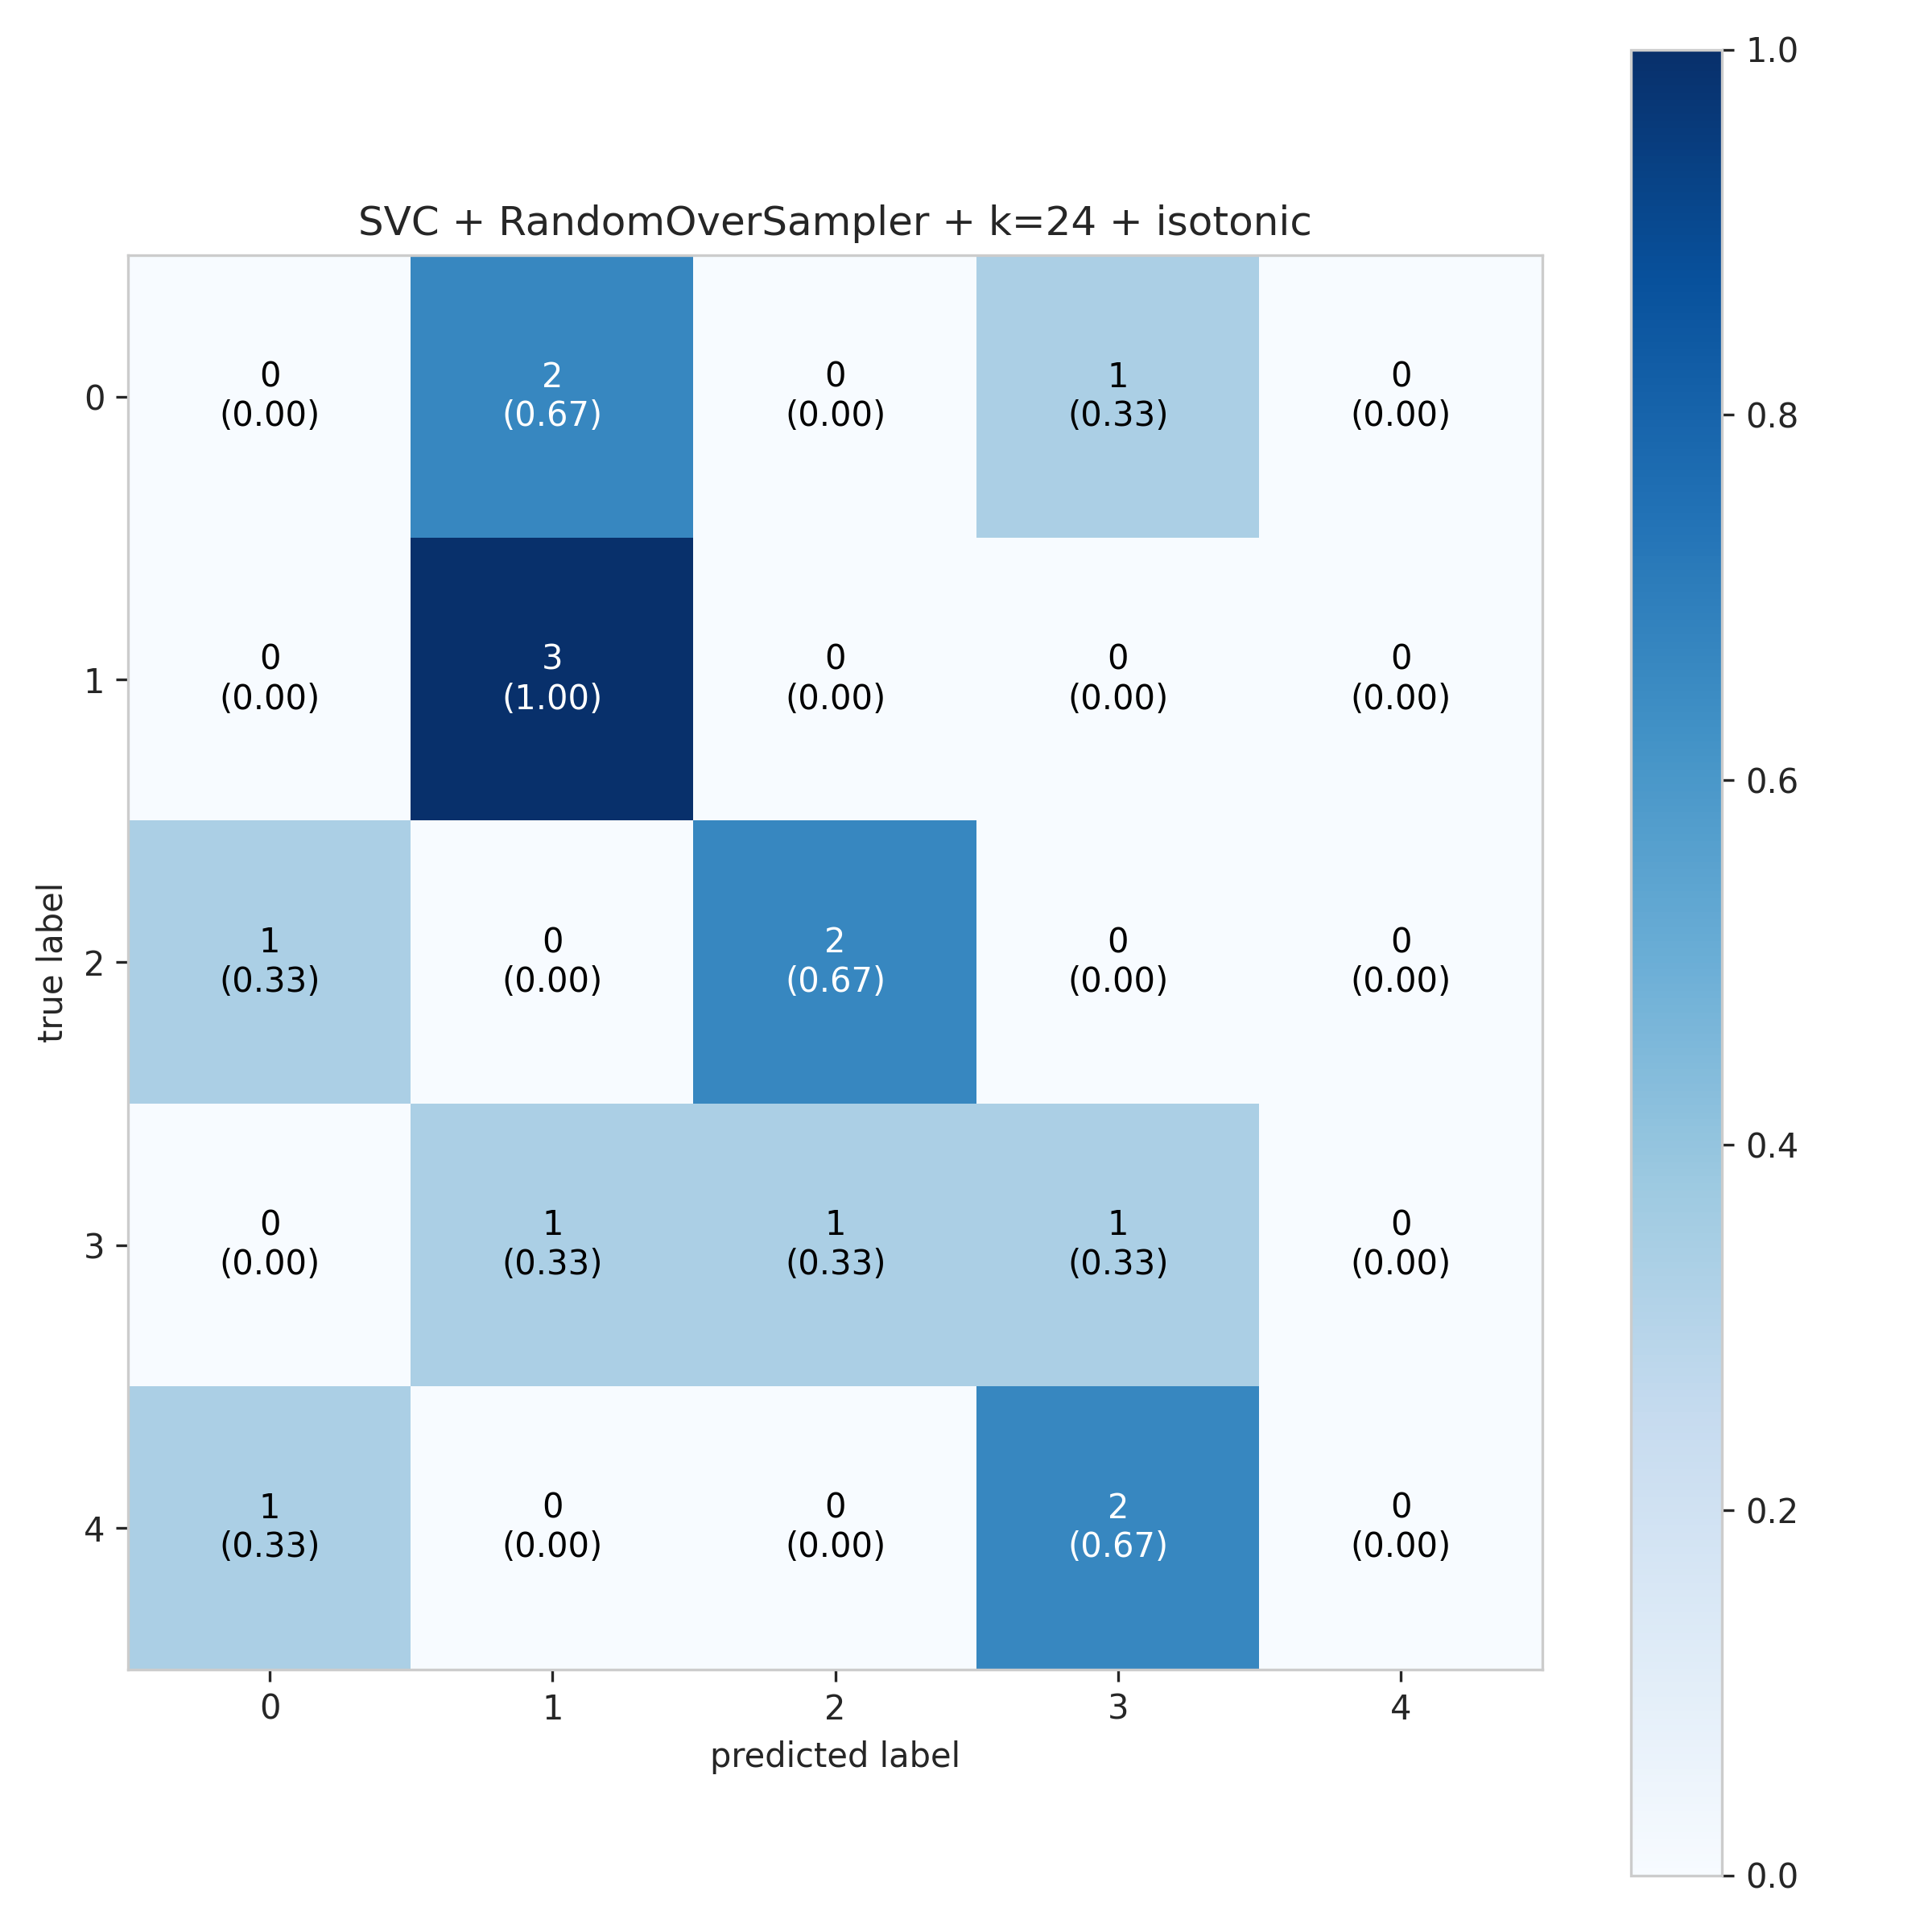 SVC + RandomOverSampler + k=24 + isotonic
0 2 0 1 0
0 (0.00) (0.67) (0.00) (0.33) (0.00)
0 3 0 0 0
1 (0.00) (1.00) (0.00) (0.00) (0.00)
1 0 2 0 0
2 (0.33) (0.00) (0.67) (0.00) (0.00)
0 1 1 1 0
3 (0.00) (0.33) (0.33) (0.33) (0.00)
1 0 0 2 0
4 (0.33) (0.00) (0.00) (0.67) (0.00)
0 1 2 3 4
predicted label
true label
1.0
0.8
0.6
0.4
0.2
0.0